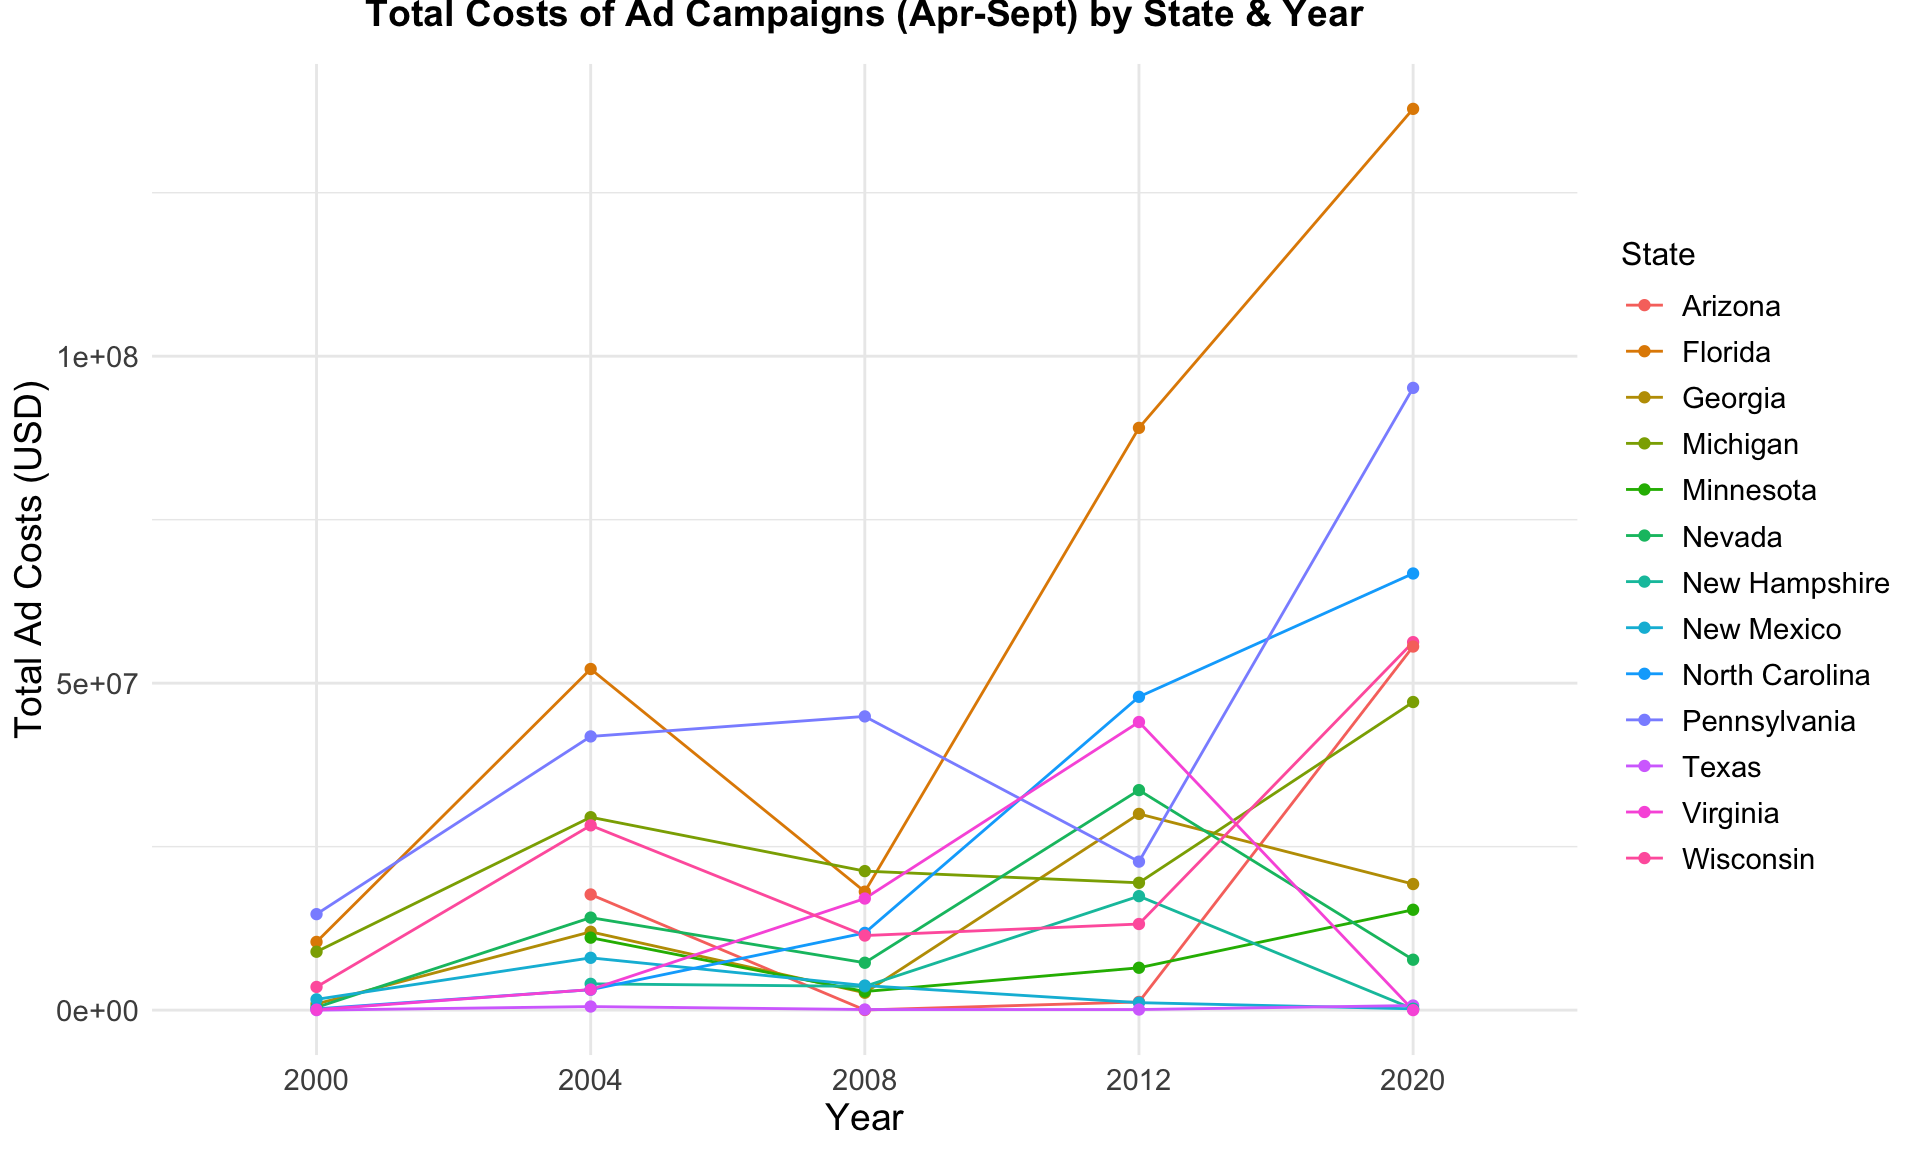 Total Costs of Ad Campaigns (Apr-Sept) by State & Year
Total Ad Costs (USD)
1e+08
5e+07
0e+00
2000 2004 2008 2012 2020
Year
State
Arizona
Florida
Georgia
Michigan
Minnesota
Nevada
New Hampshire
New Mexico
North Carolina
Pennsylvania
Texas
Virginia
Wisconsin